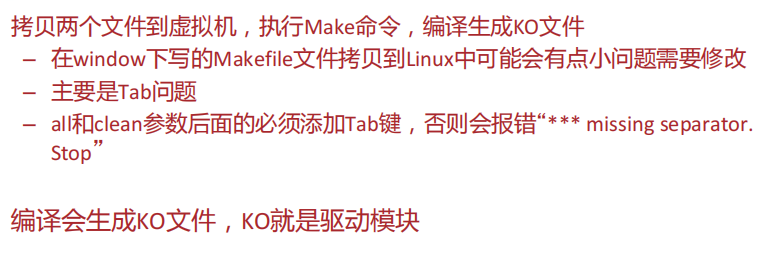 拷贝两个文件到虚拟机，执行Make命令，编译生成KO文件
– 在window下写的Makefile文件拷贝到Linux中可能会有点小问题需要修改
– 主要是Tab问题
– all和clean参数后面的必须添加Tab键，否则会报错“*** missing separator.
Stop”
编译会生成KO文件，KO就是驱动模块